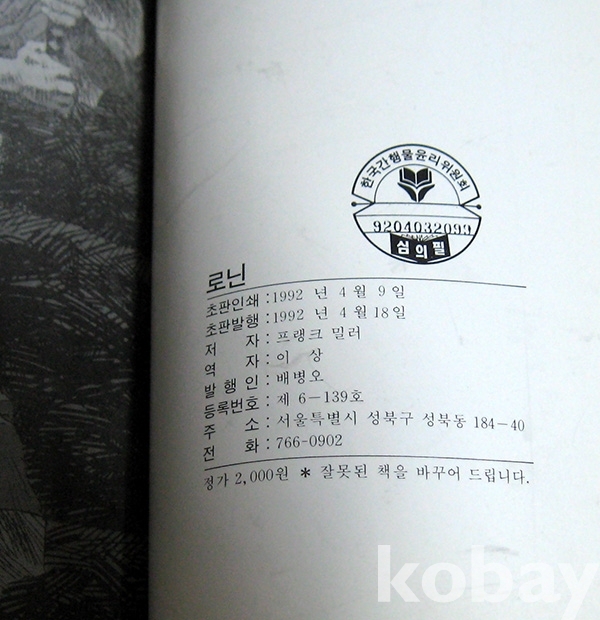 한국간행물윤리위원회
9204032093
심의필
로닌
초판인쇄 : 1992 년 4 월 9 일
초판발행 : 1992 년 4 월 18 일
저 자 : 프랭크 밀러
역 자 : 이 상
발 행 인 : 배병오
등록번호 : 제 6-139호
주 소 : 서울특별시 성북구 성북동 184-40
전 화 : 766-0902
정가 2,000원 * 잘못된 책을 바꾸어 드립니다.
kobay